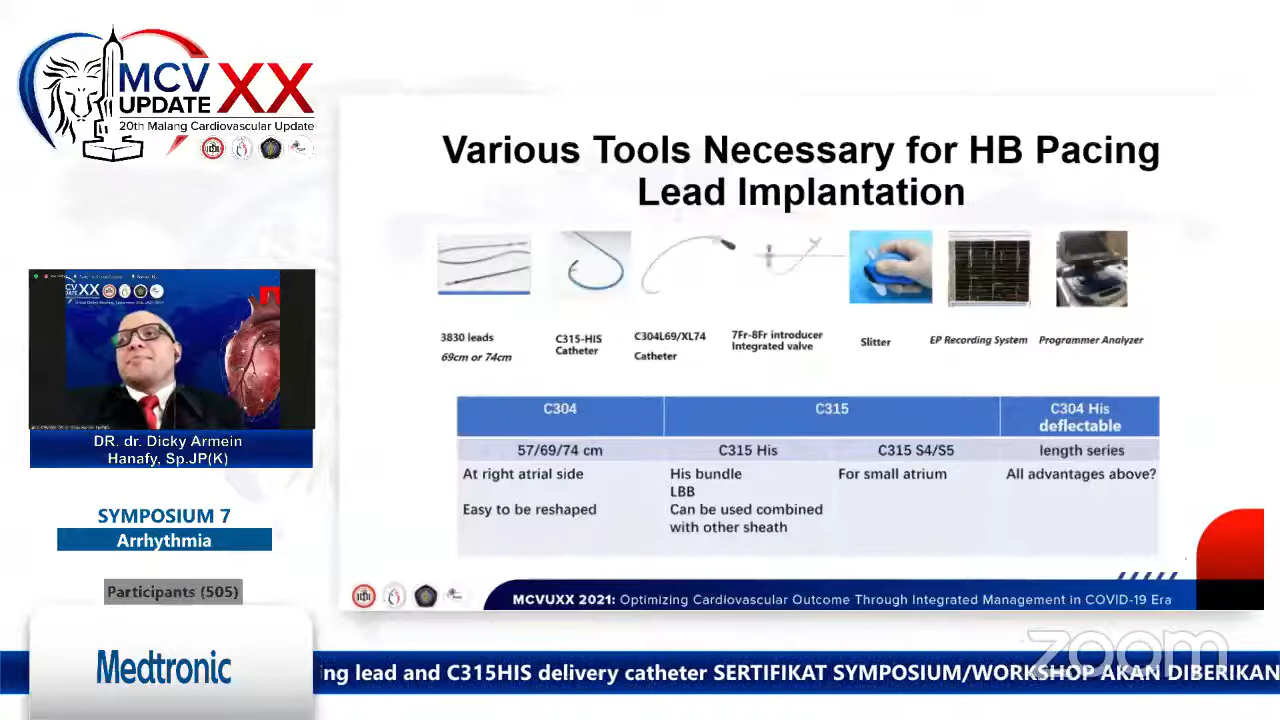 MCV
UPDATE
XX
20th Malang Cardiovascular Update
Various Tools Necessary for HB Pacing
Lead Implantation
3830 leads
69cm or 74cm
C315-HIS
Catheter
C304L69/XL74
Catheter
7Fr-8Fr introducer
Integrated valve
Slitter
EP Recording System
Programmer Analyzer
C304
C315
C304 His
deflectable
57/69/74 cm
C315 His
C315 S4/S5
length series
At right atrial side
Easy to be reshaped
His bundle
LBB
Can be used combined
with other sheath
For small atrium
All advantages above?
DR. dr. Dicky Armein
Hanafy, Sp.JP(K)
SYMPOSIUM 7
Arrhythmia
Participants (505)
Medtronic
MCVUXX 2021: Optimizing Cardiovascular Outcome Through Integrated Management in COVID-19 Era
zoom
ing lead and C315HIS delivery catheter SERTIFIKAT SYMPOSIUM/WORKSHOP AKAN DIBERIKAN